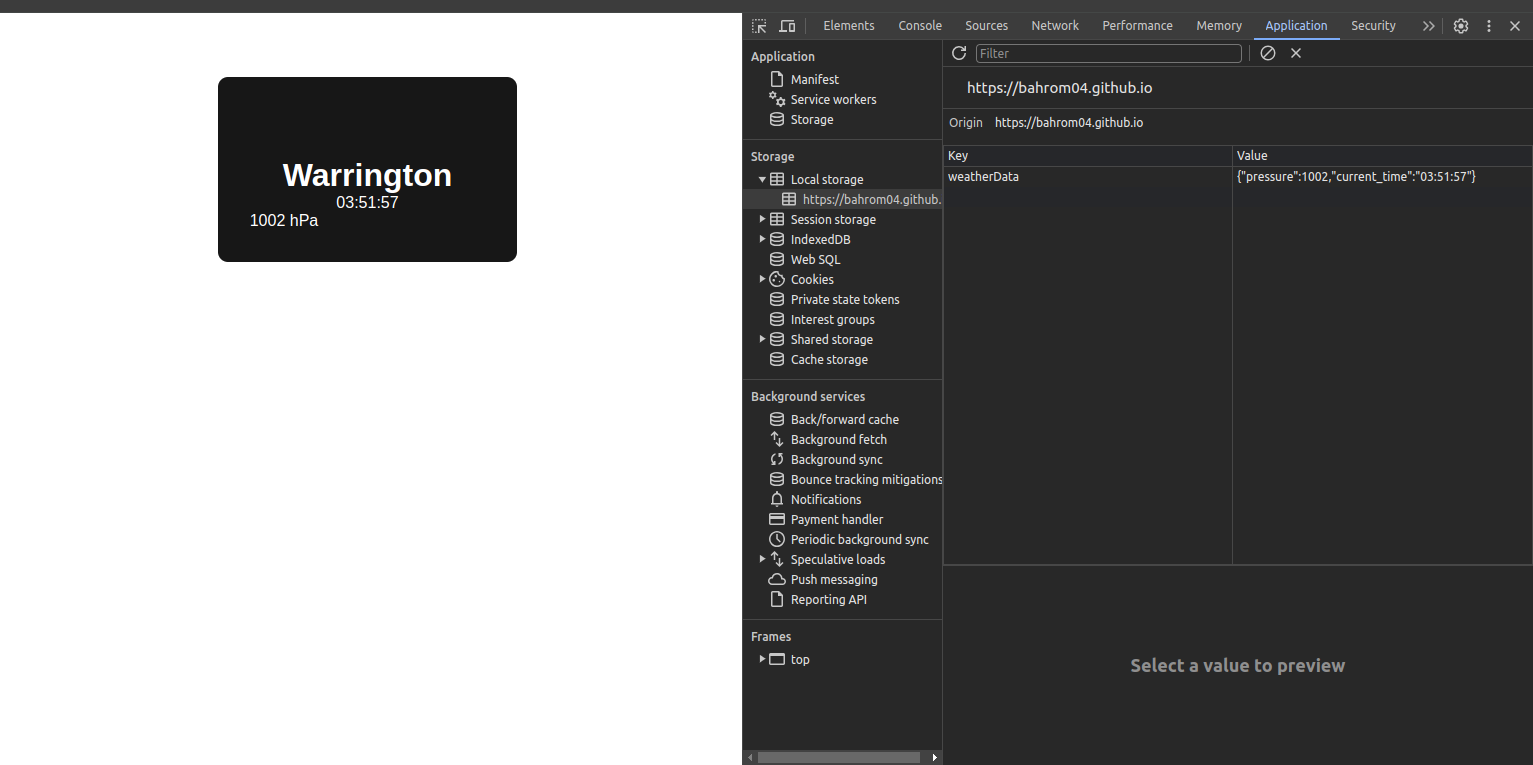 Warrington
03:51:57
1002 hPa
Elements Console Sources Network Performance Memory Application Security
Application
Manifest
Service workers
Storage
Storage
Local storage
https://bahrom04.github.
Session storage
IndexedDB
Web SQL
Cookies
Private state tokens
Interest groups
Shared storage
Cache storage
Background services
Back/forward cache
Background fetch
Background sync
Bounce tracking mitigations
Notifications
Payment handler
Periodic background sync
Speculative loads
Push messaging
Reporting API
Frames
top
Filter
https://bahrom04.github.io
Origin https://bahrom04.github.io
Key Value
weatherData {"pressure":1002,"current_time":"03:51:57"}
Select a value to preview